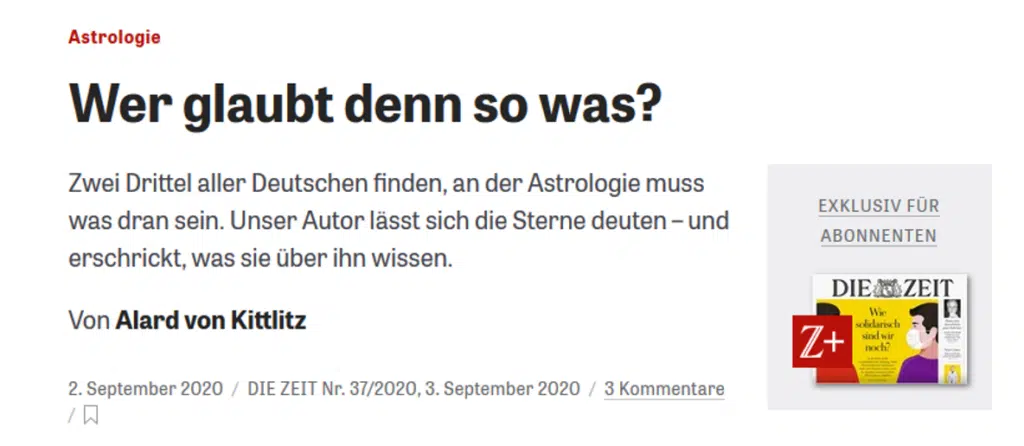 Astrologie
Wer glaubt denn so was?
Zwei Drittel aller Deutschen finden, an der Astrologie muss
was dran sein. Unser Autor lässt sich die Sterne deuten – und
erschrickt, was sie über ihn wissen.
Von Alard von Kittlitz
2. September 2020 / DIE ZEIT Nr. 37/2020, 3. September 2020 / 3 Kommentare
/
EXKLUSIV FÜR
ABONNENTEN
DIE ZEIT
Wie
solidarisch
sind wir
noch?
Z+